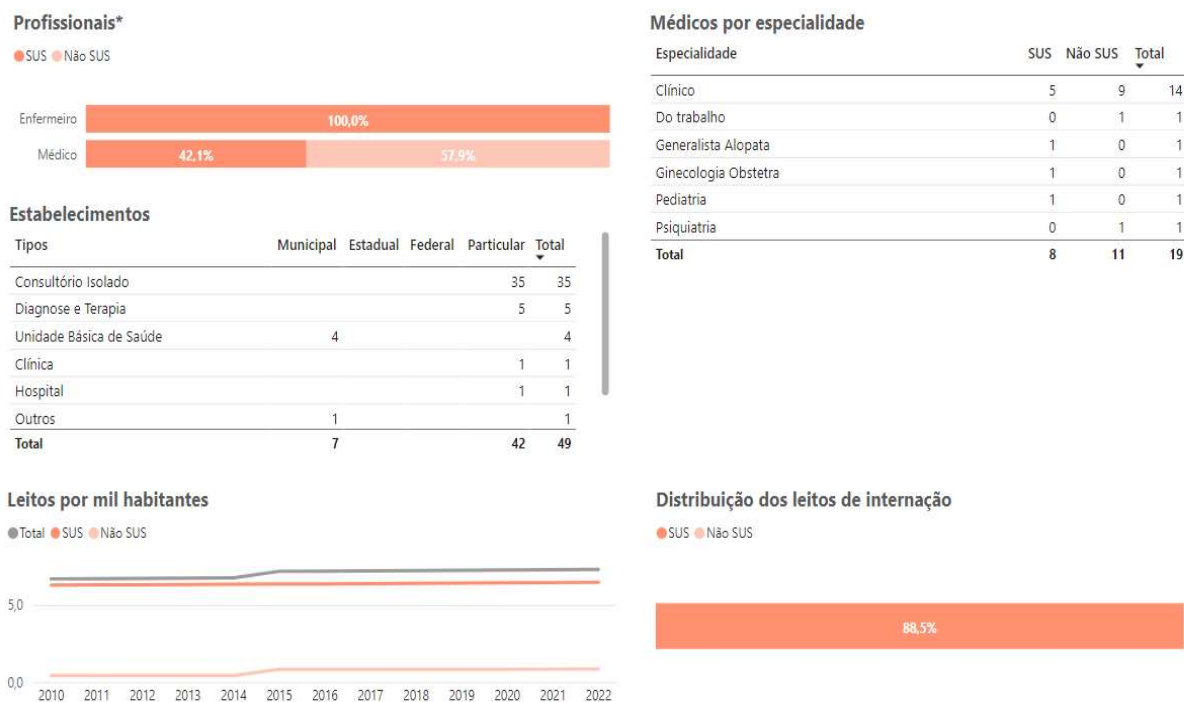 Profissionais*
SUS Não SUS
Enfermeiro 100,0%
Médico 42,1% 57,9%
Estabelecimentos
Tipos Municipal Estadual Federal Particular Total
Consultório Isolado 35 35
Diagnose e Terapia 5 5
Unidade Básica de Saúde 4 4
Clínica 1 1
Hospital 1 1
Outros 1 1
Total 7 42 49
Médicos por especialidade
Especialidade SUS Não SUS Total
Clínico 5 9 14
Do trabalho 0 1 1
Generalista Alopata 1 0 1
Ginecologia Obstetra 1 0 1
Pediatria 1 0 1
Psiquiatria 0 1 1
Total 8 11 19
Leitos por mil habitantes
Total SUS Não SUS
5,0
0,0
2010 2011 2012 2013 2014 2015 2016 2017 2018 2019 2020 2021 2022
Distribuição dos leitos de internação
SUS Não SUS
88,5%